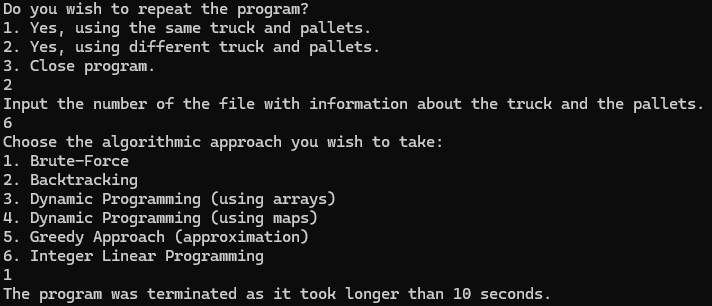 Do you wish to repeat the program?
1. Yes, using the same truck and pallets.
2. Yes, using different truck and pallets.
3. Close program.
2
Input the number of the file with information about the truck and the pallets.
6
Choose the algorithmic approach you wish to take:
1. Brute-Force
2. Backtracking
3. Dynamic Programming (using arrays)
4. Dynamic Programming (using maps)
5. Greedy Approach (approximation)
6. Integer Linear Programming
1
The program was terminated as it took longer than 10 seconds.